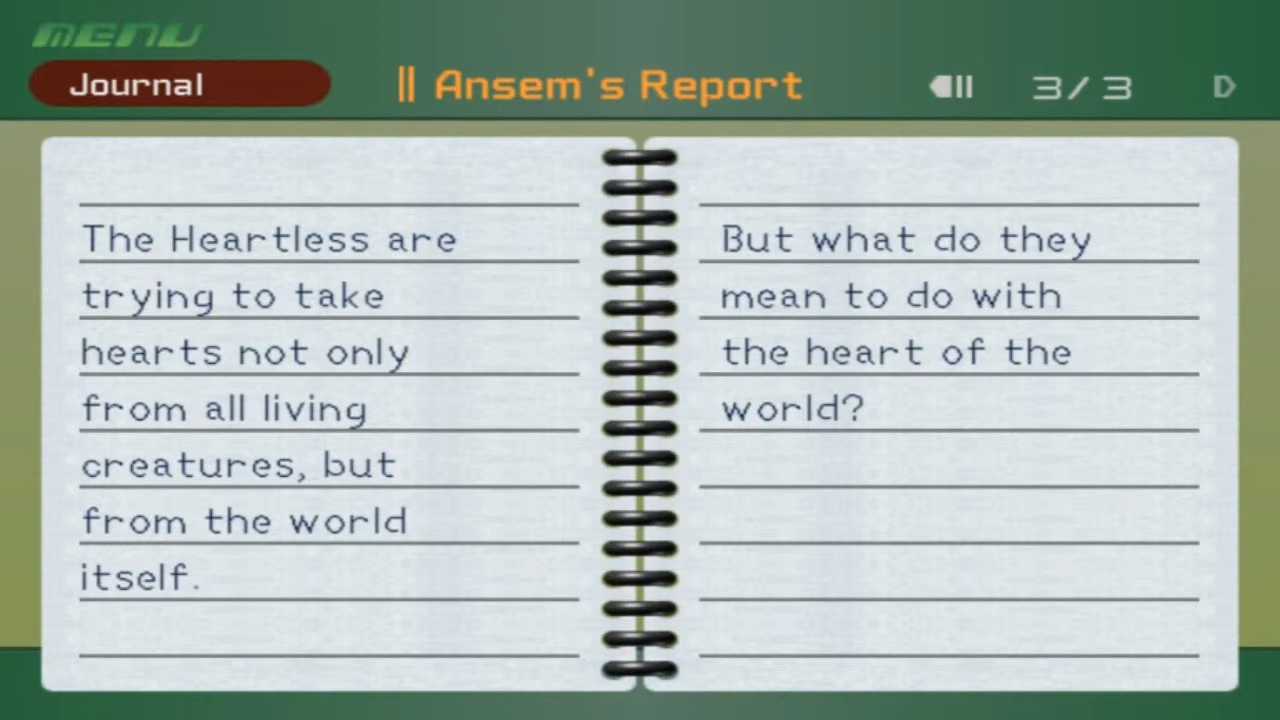 MENU
Journal
Ansem's Report
3/3
The Heartless are
trying to take
hearts not only
from all living
creatures, but
from the world
itself.
But what do they
mean to do with
the heart of the
world?